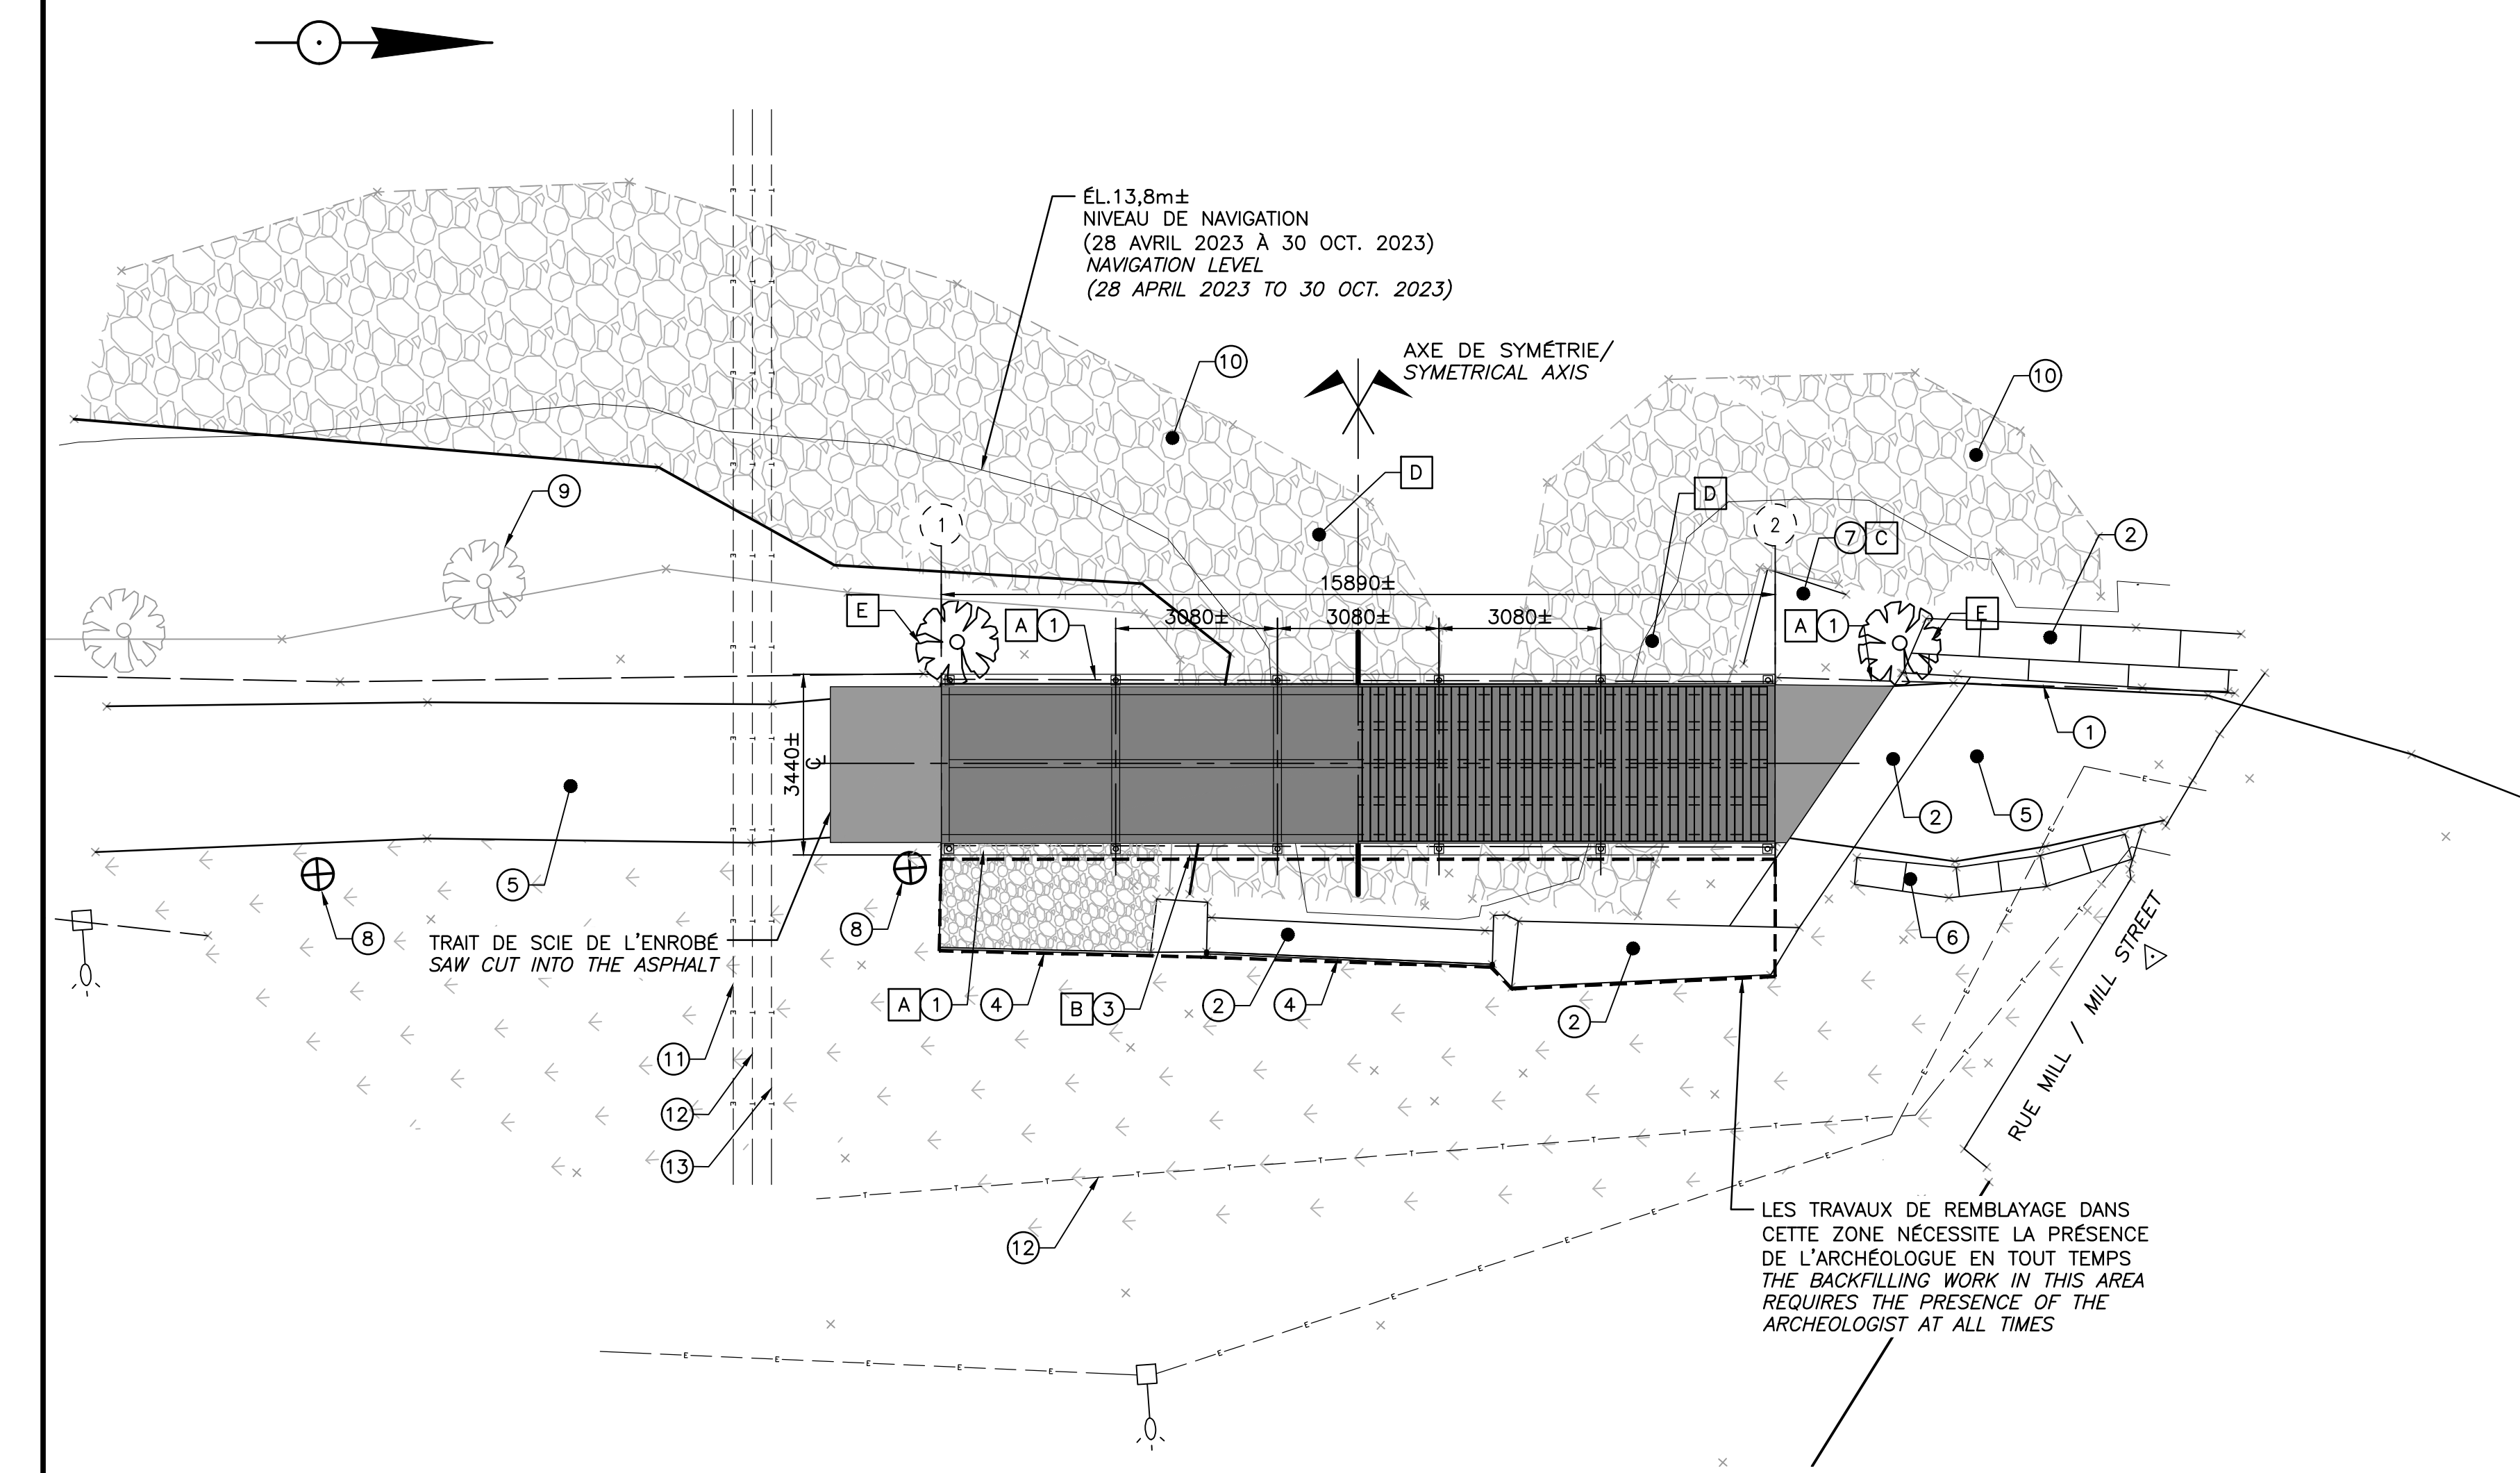 ÉL.13,8m±
NIVEAU DE NAVIGATION
(28 AVRIL 2023 À 30 OCT. 2023)
NAVIGATION LEVEL
(28 APRIL 2023 TO 30 OCT. 2023)
AXE DE SYMÉTRIE/
SYMETRICAL AXIS
10
10
D
D
9
1
2
7 C
2
15890±
E
A 1
3080±
3080±
3080±
A 1
E
3440±
1
2
5
5
8
8
6
TRAIT DE SCIE DE L'ENROBÉ
SAW CUT INTO THE ASPHALT
A 1
4
B 3
2
4
2
11
12
13
12
RUE MILL / MILL STREET
LES TRAVAUX DE REMBLAYAGE DANS
CETTE ZONE NÉCESSITE LA PRÉSENCE
DE L'ARCHÉOLOGUE EN TOUT TEMPS
THE BACKFILLING WORK IN THIS AREA
REQUIRES THE PRESENCE OF THE
ARCHEOLOGIST AT ALL TIMES